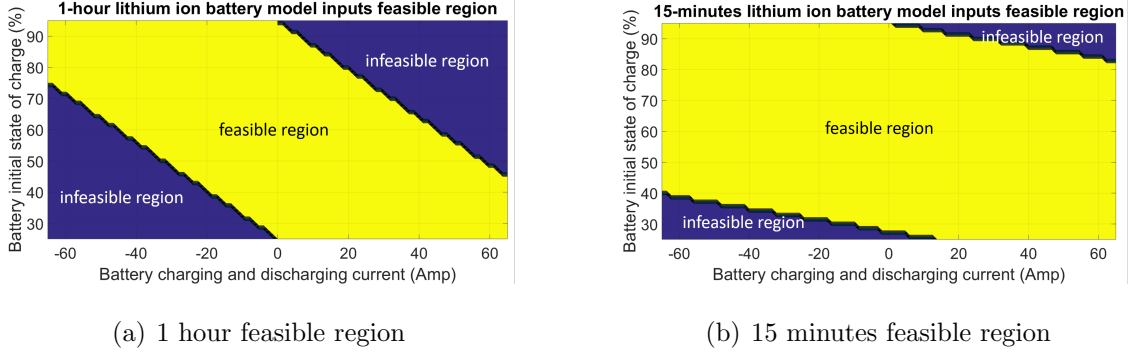 1-hour lithium ion battery model inputs feasible region
Battery initial state of charge (%)
90
80
70
60
50
40
30
infeasible region
feasible region
infeasible region
-60 -40 -20 0 20 40 60
Battery charging and discharging current (Amp)
(a) 1 hour feasible region
15-minutes lithium ion battery model inputs feasible region
Battery initial state of charge (%)
90
80
70
60
50
40
30
infeasible region
feasible region
infeasible region
-60 -40 -20 0 20 40 60
Battery charging and discharging current (Amp)
(b) 15 minutes feasible region